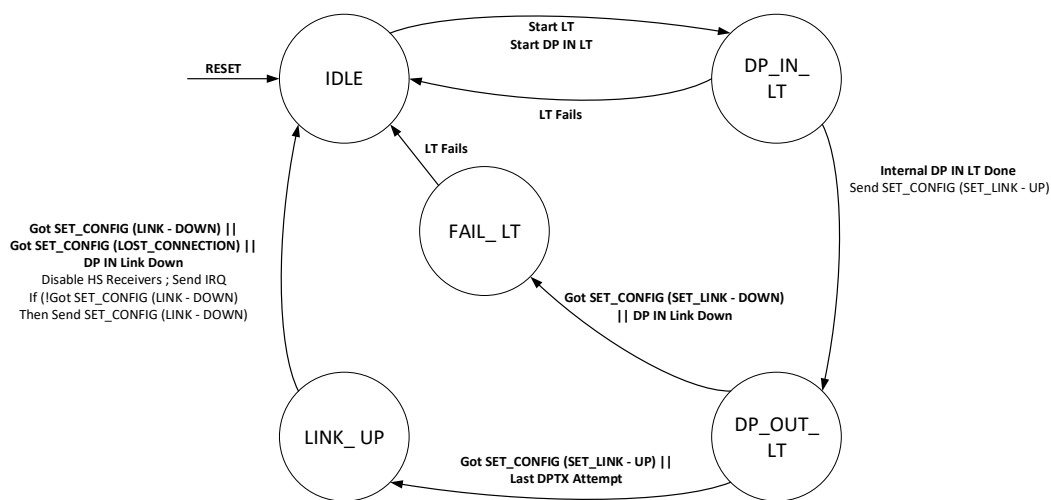 Start LT
Start DP IN LT
RESET
IDLE
DP_IN_
LT
LT Fails
LT Fails
Internal DP IN LT Done
Send SET_CONFIG (SET_LINK - UP)
FAIL_ LT
Got SET_CONFIG (LINK - DOWN) ||
Got SET_CONFIG (LOST_CONNECTION) ||
DP IN Link Down
Disable HS Receivers ; Send IRQ
If (!Got SET_CONFIG (LINK - DOWN)
Then Send SET_CONFIG (LINK - DOWN)
Got SET_CONFIG (SET_LINK - DOWN)
|| DP IN Link Down
LINK_ UP
DP_OUT_
LT
Got SET_CONFIG (SET_LINK - UP) ||
Last DPTX Attempt